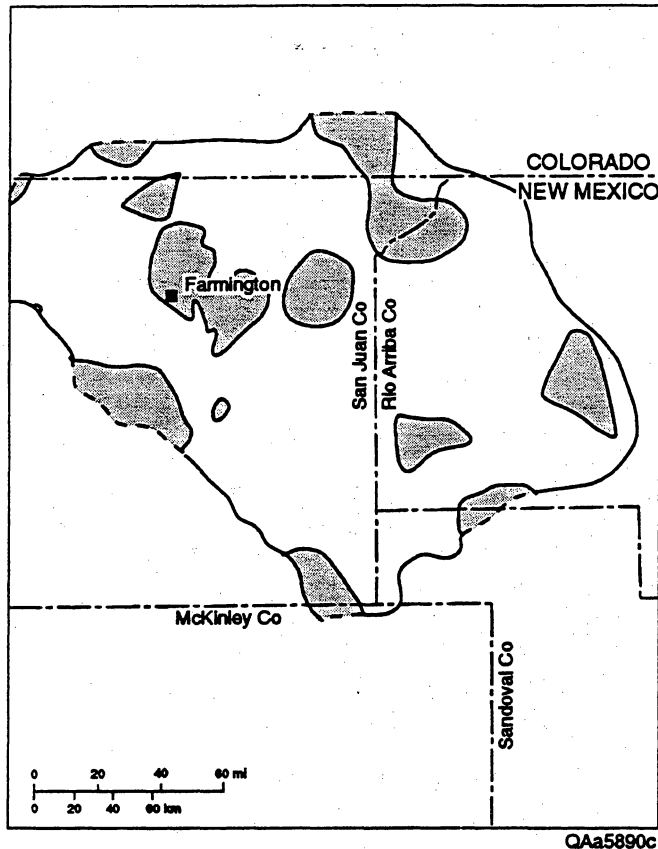 COLORADO
NEW MEXICO
Farmington
San Juan Co
Rio Arriba Co
McKinley Co
Sandoval Co
0 20 40 60 mi
0 20 40 60 km
QAa5890c